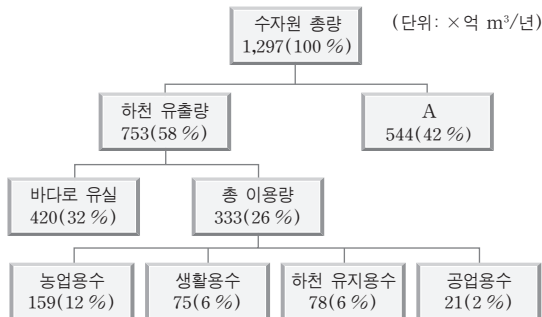 수자원 총량
1,297(100 %)
(단위: ×억 m³/년)
하천 유출량
753(58 %)
A
544(42 %)
바다로 유실
420(32 %)
총 이용량
333(26 %)
농업용수
159(12 %)
생활용수
75(6 %)
하천 유지용수
78(6 %)
공업용수
21(2 %)